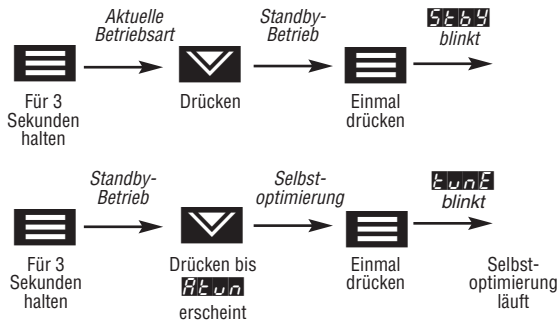 Aktuelle
Betriebsart
Standby-
Betrieb
Stby
blinkt
Für 3
Sekunden
halten
Drücken
Einmal
drücken
Standby-
Betrieb
Selbst-
optimierung
tunE
blinkt
Für 3
Sekunden
halten
Drücken bis
Atun
erscheint
Einmal
drücken
Selbst-
optimierung
läuft